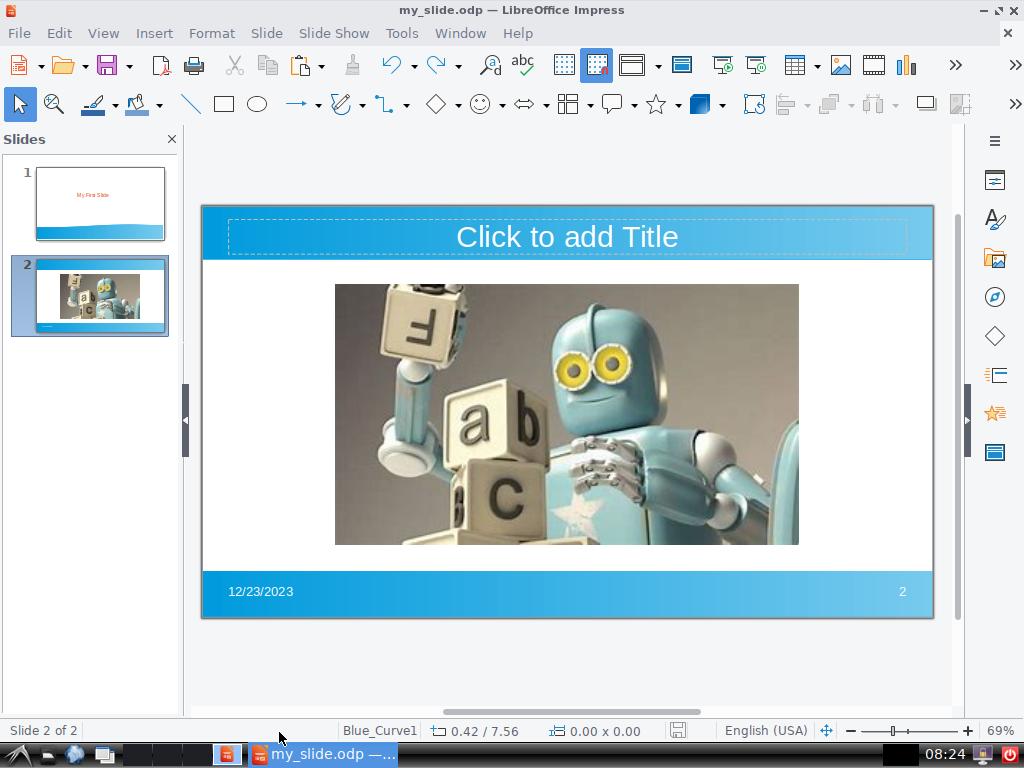 my_slide.odp — LibreOffice Impress
File Edit View Insert Format Slide Slide Show Tools Window Help
abc
Slides
1
My First Slide
2
Click to add Title
F
a b
B C
12/23/2023
2
Slide 2 of 2
Blue_Curve1
0.42 / 7.56
0.00 x 0.00
English (USA)
69%
my_slide.odp —...
08:24